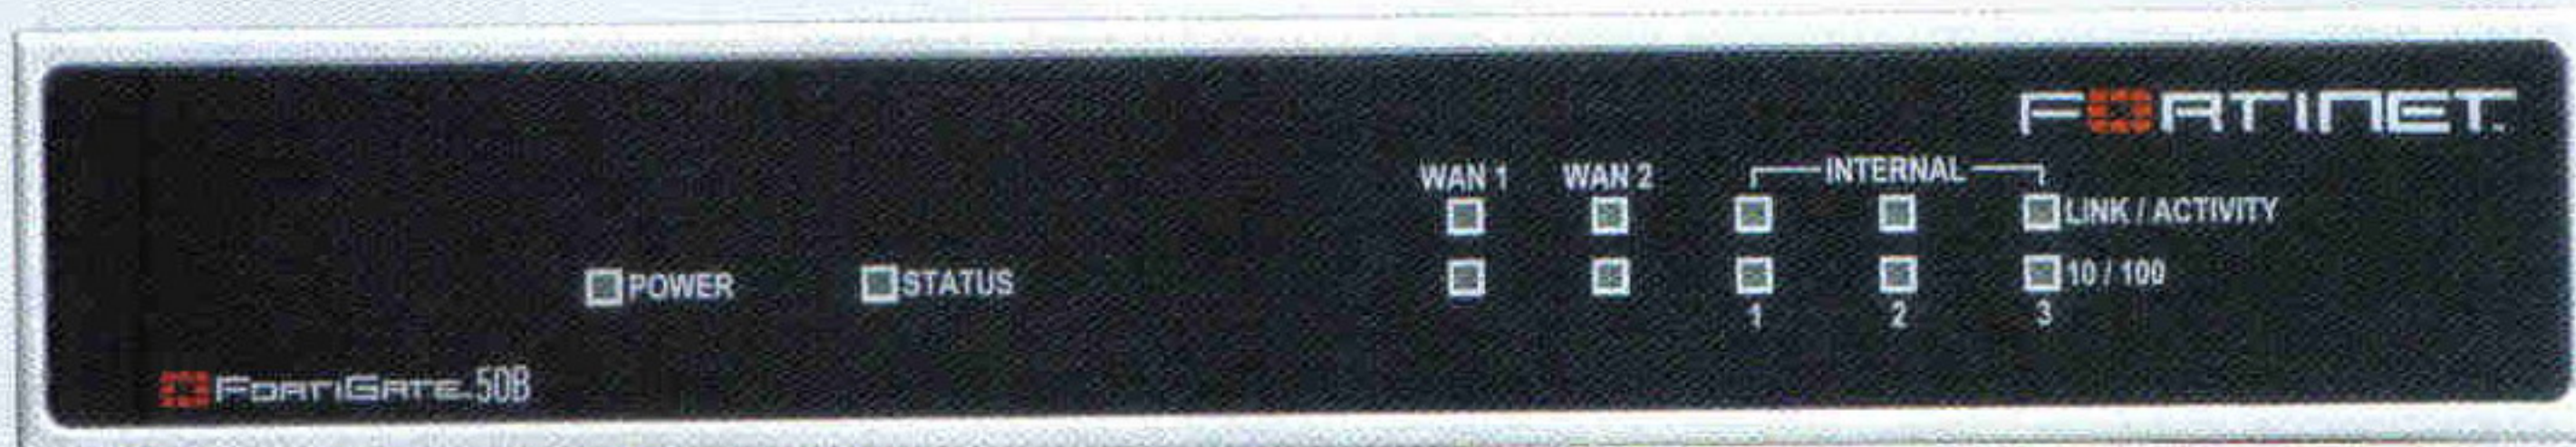 FORTINET
WAN 1 WAN 2 INTERNAL
LINK / ACTIVITY
POWER STATUS 10 / 100
1 2 3
FORTIGATE 50B